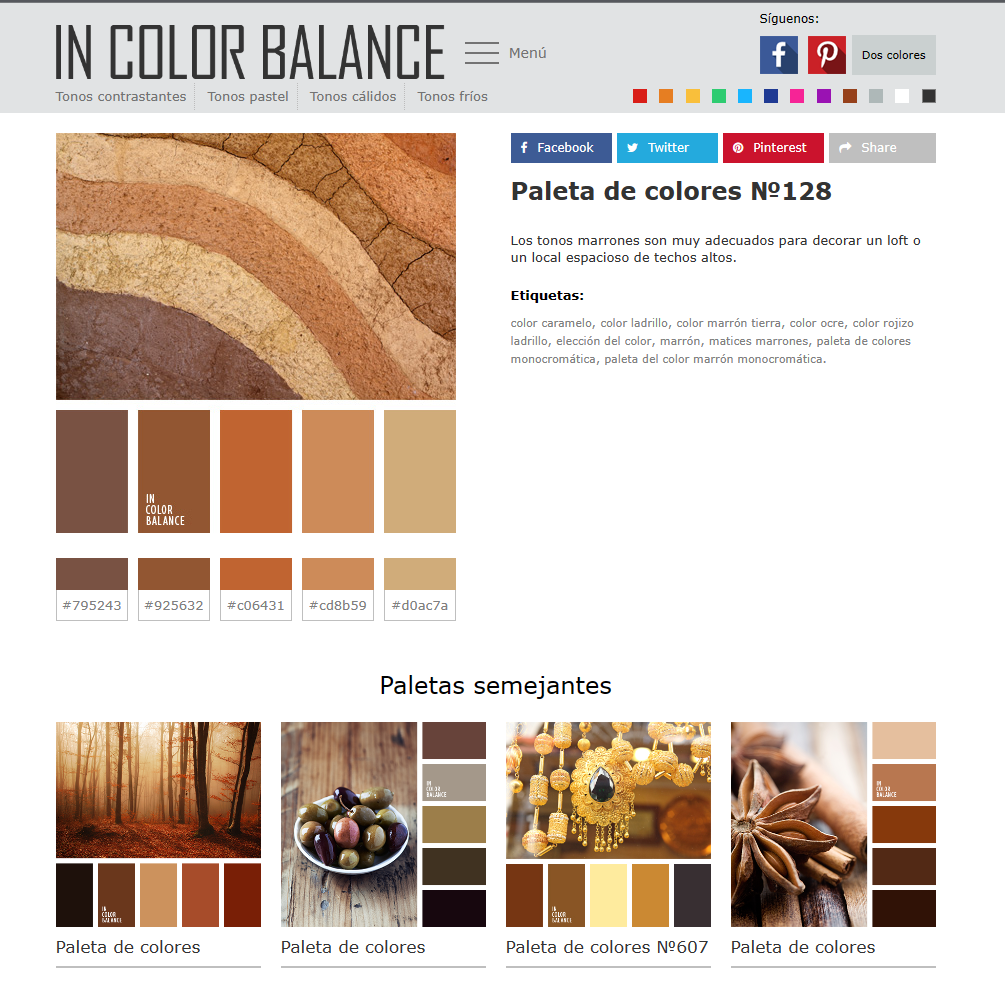 IN COLOR BALANCE
Menú
Síguenos:
Dos colores
Tonos contrastantes
Tonos pastel
Tonos cálidos
Tonos fríos
Facebook
Twitter
Pinterest
Share
Paleta de colores №128
Los tonos marrones son muy adecuados para decorar un loft o
un local espacioso de techos altos.
Etiquetas:
color caramelo, color ladrillo, color marrón tierra, color ocre, color rojizo
ladrillo, elección del color, marrón, matices marrones, paleta de colores
monocromática, paleta del color marrón monocromática.
IN
COLOR
BALANCE
#795243
#925632
#c06431
#cd8b59
#d0ac7a
Paletas semejantes
IN
COLOR
BALANCE
Paleta de colores
IN
COLOR
BALANCE
Paleta de colores
IN
COLOR
BALANCE
Paleta de colores №607
IN
COLOR
BALANCE
Paleta de colores